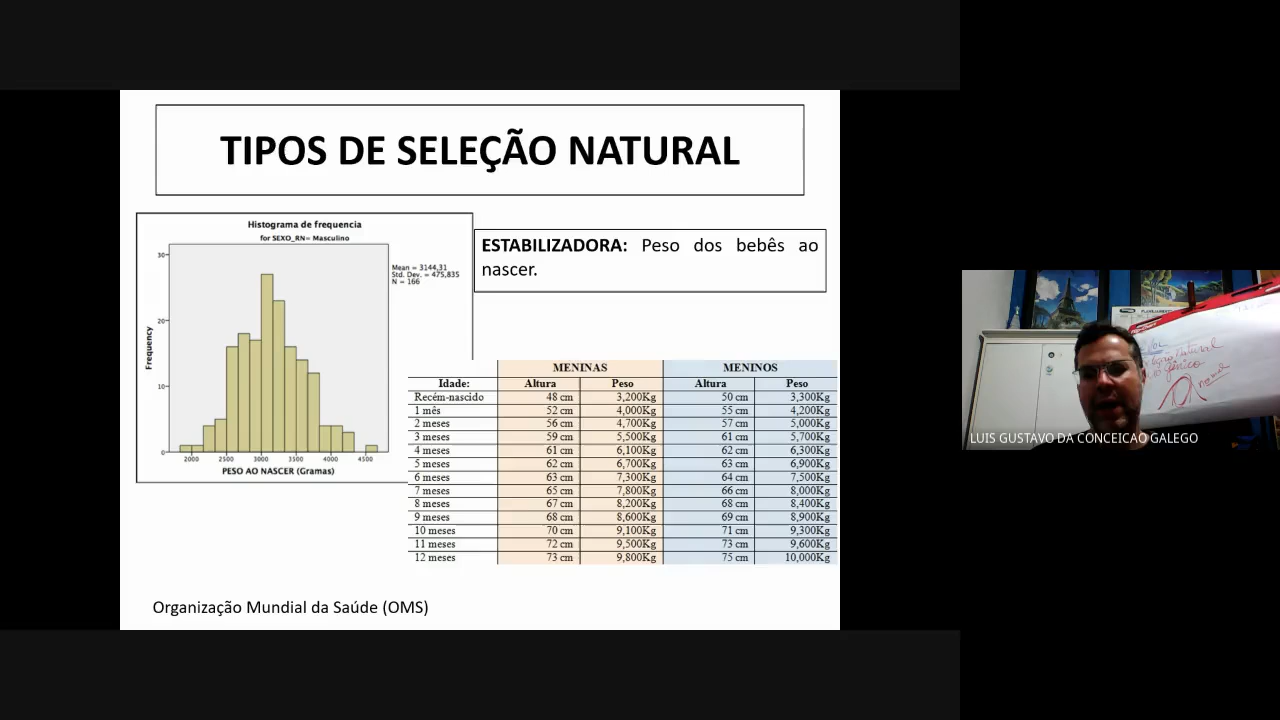 TIPOS DE SELEÇÃO NATURAL
Histograma de frequencia
for SEXO_RN= Masculino
Mean = 3144,31
Std. Dev. = 475,835
N = 166
Frequency
30
20
10
0
2000 2500 3000 3500 4000 4500
PESO AO NASCER (Gramas)
ESTABILIZADORA: Peso dos bebês ao
nascer.
MENINAS MENINOS
Idade: Altura Peso Altura Peso
Recém-nascido 48 cm 3,200Kg 50 cm 3,300Kg
1 mês 52 cm 4,000Kg 55 cm 4,200Kg
2 meses 56 cm 4,700Kg 57 cm 5,000Kg
3 meses 59 cm 5,500Kg 61 cm 5,700Kg
4 meses 61 cm 6,100Kg 62 cm 6,300Kg
5 meses 62 cm 6,700Kg 63 cm 6,900Kg
6 meses 63 cm 7,300Kg 64 cm 7,500Kg
7 meses 65 cm 7,800Kg 66 cm 8,000Kg
8 meses 67 cm 8,200Kg 68 cm 8,400Kg
9 meses 68 cm 8,600Kg 69 cm 8,900Kg
10 meses 70 cm 9,100Kg 71 cm 9,300Kg
11 meses 72 cm 9,500Kg 73 cm 9,600Kg
12 meses 73 cm 9,800Kg 75 cm 10,000Kg
Organização Mundial da Saúde (OMS)
natural
LUIS GUSTAVO DA CONCEICAO GALEGO